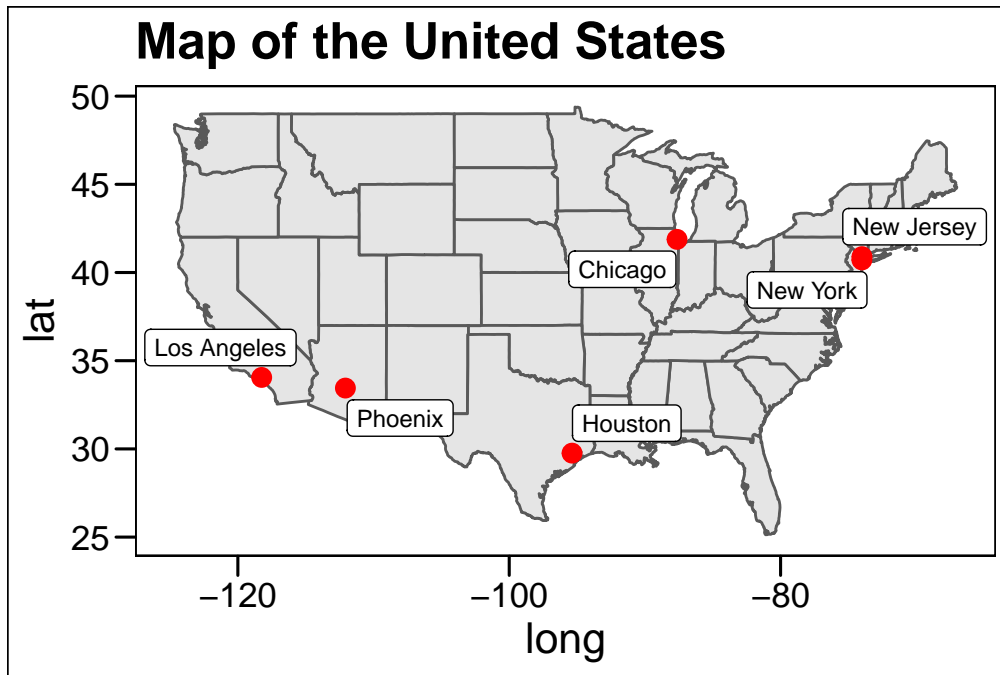 Map of the United States
50
45
40
35
30
25
lat
New Jersey
Chicago
New York
Los Angeles
Phoenix
Houston
−120
−100
−80
long